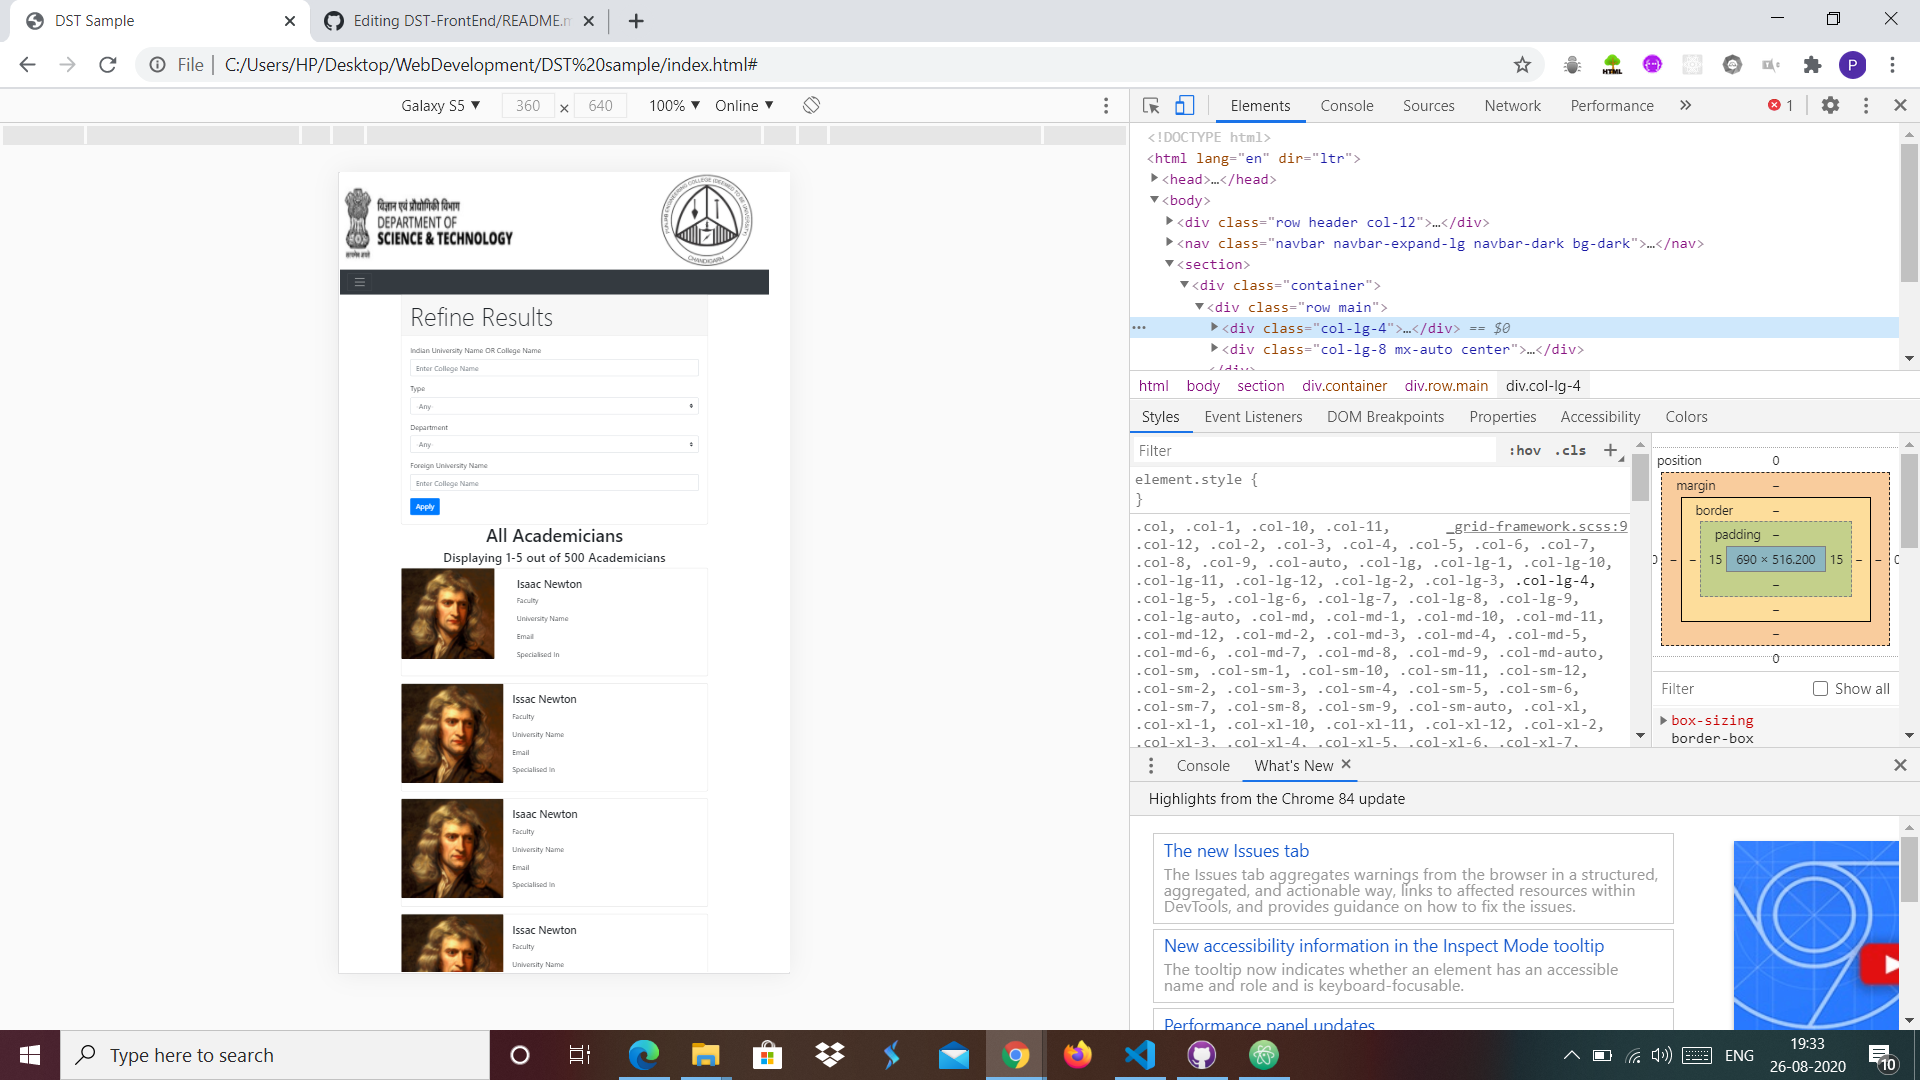 DST Sample
Editing DST-FrontEnd/README.m
File
C:/Users/HP/Desktop/WebDevelopment/DST%20sample/index.html#
P
Galaxy S5 ▼ 360 × 640 100% ▼ Online ▼
Elements Console Sources Network Performance » 1
<!DOCTYPE html>
<html lang="en" dir="ltr">
<head>…</head>
<body>
<div class="row header col-12">…</div>
<nav class="navbar navbar-expand-lg navbar-dark bg-dark">…</nav>
<section>
<div class="container">
<div class="row main">
<div class="col-lg-4">…</div> == $0
<div class="col-lg-8 mx-auto center">…</div>
</div>
html body section div.container div.row.main div.col-lg-4
Styles Event Listeners DOM Breakpoints Properties Accessibility Colors
Filter :hov .cls +
element.style {
}
.col, .col-1, .col-10, .col-11, _grid-framework.scss:9
.col-12, .col-2, .col-3, .col-4, .col-5, .col-6, .col-7,
.col-8, .col-9, .col-auto, .col-lg, .col-lg-1, .col-lg-10,
.col-lg-11, .col-lg-12, .col-lg-2, .col-lg-3, .col-lg-4,
.col-lg-5, .col-lg-6, .col-lg-7, .col-lg-8, .col-lg-9,
.col-lg-auto, .col-md, .col-md-1, .col-md-10, .col-md-11,
.col-md-12, .col-md-2, .col-md-3, .col-md-4, .col-md-5,
.col-md-6, .col-md-7, .col-md-8, .col-md-9, .col-md-auto,
.col-sm, .col-sm-1, .col-sm-10, .col-sm-11, .col-sm-12,
.col-sm-2, .col-sm-3, .col-sm-4, .col-sm-5, .col-sm-6,
.col-sm-7, .col-sm-8, .col-sm-9, .col-sm-auto, .col-xl,
.col-xl-1, .col-xl-10, .col-xl-11, .col-xl-12, .col-xl-2,
.col-xl-3, .col-xl-4, .col-xl-5, .col-xl-6, .col-xl-7,
position 0
margin –
border –
padding –
0 – – 15 690 × 516.200 15 – – 0
–
–
–
0
Filter Show all
box-sizing
border-box
विज्ञान एवं प्रौद्योगिकी विभाग
DEPARTMENT OF
SCIENCE & TECHNOLOGY
सत्यमेव जयते
PUNJAB ENGINEERING COLLEGE (DEEMED TO BE UNIVERSITY)
CHANDIGARH
Refine Results
Indian University Name OR College Name
Enter College Name
Type
Any
Department
Any
Foreign University Name
Enter College Name
Apply
All Academicians
Displaying 1-5 out of 500 Academicians
Isaac Newton
Faculty
University Name
Email
Specialised In
Issac Newton
Faculty
University Name
Email
Specialised In
Isaac Newton
Faculty
University Name
Email
Specialised In
Issac Newton
Faculty
University Name
Console What's New
Highlights from the Chrome 84 update
The new Issues tab
The Issues tab aggregates warnings from the browser in a structured,
aggregated, and actionable way, links to affected resources within
DevTools, and provides guidance on how to fix the issues.
New accessibility information in the Inspect Mode tooltip
The tooltip now indicates whether an element has an accessible
name and role and is keyboard-focusable.
Performance panel updates
Type here to search
ENG
19:33
26-08-2020
10